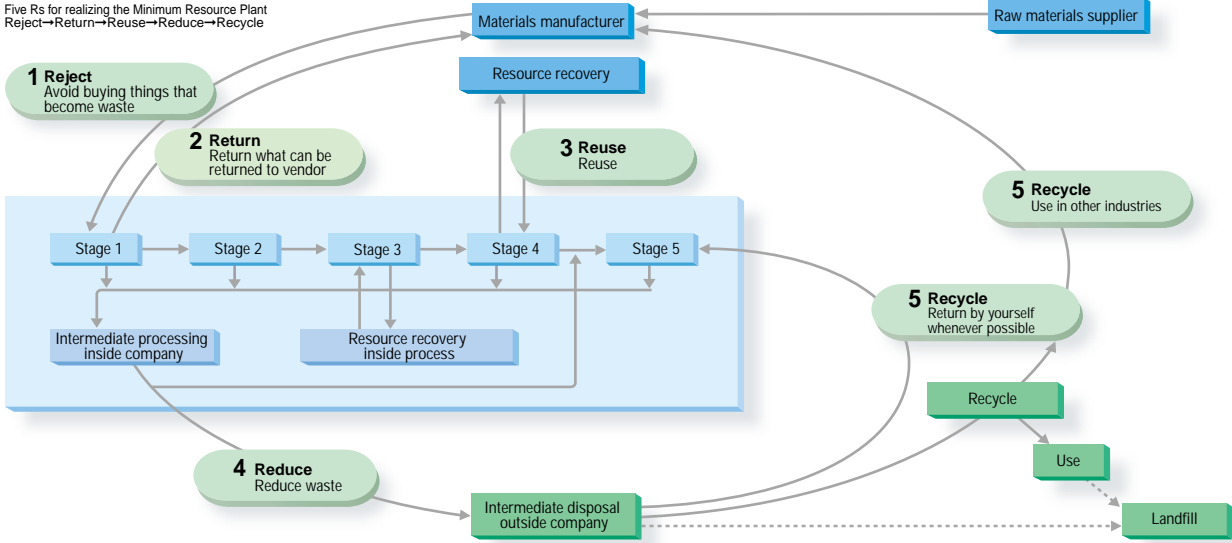 Five Rs for realizing the Minimum Resource Plant
Reject→Return→Reuse→Reduce→Recycle
Materials manufacturer
Raw materials supplier
Resource recovery
1 Reject
Avoid buying things that
become waste
2 Return
Return what can be
returned to vendor
3 Reuse
Reuse
5 Recycle
Use in other industries
Stage 1
Stage 2
Stage 3
Stage 4
Stage 5
5 Recycle
Return by yourself
whenever possible
Intermediate processing
inside company
Resource recovery
inside process
Recycle
4 Reduce
Reduce waste
Use
Intermediate disposal
outside company
Landfill